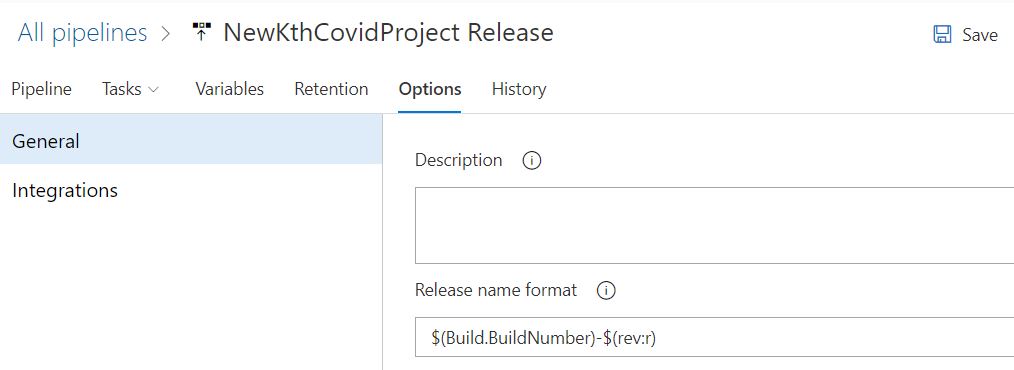 All pipelines > NewKthCovidProject Release Save
Pipeline Tasks Variables Retention Options History
General
Integrations
Description
Release name format
$(Build.BuildNumber)-$(rev:r)